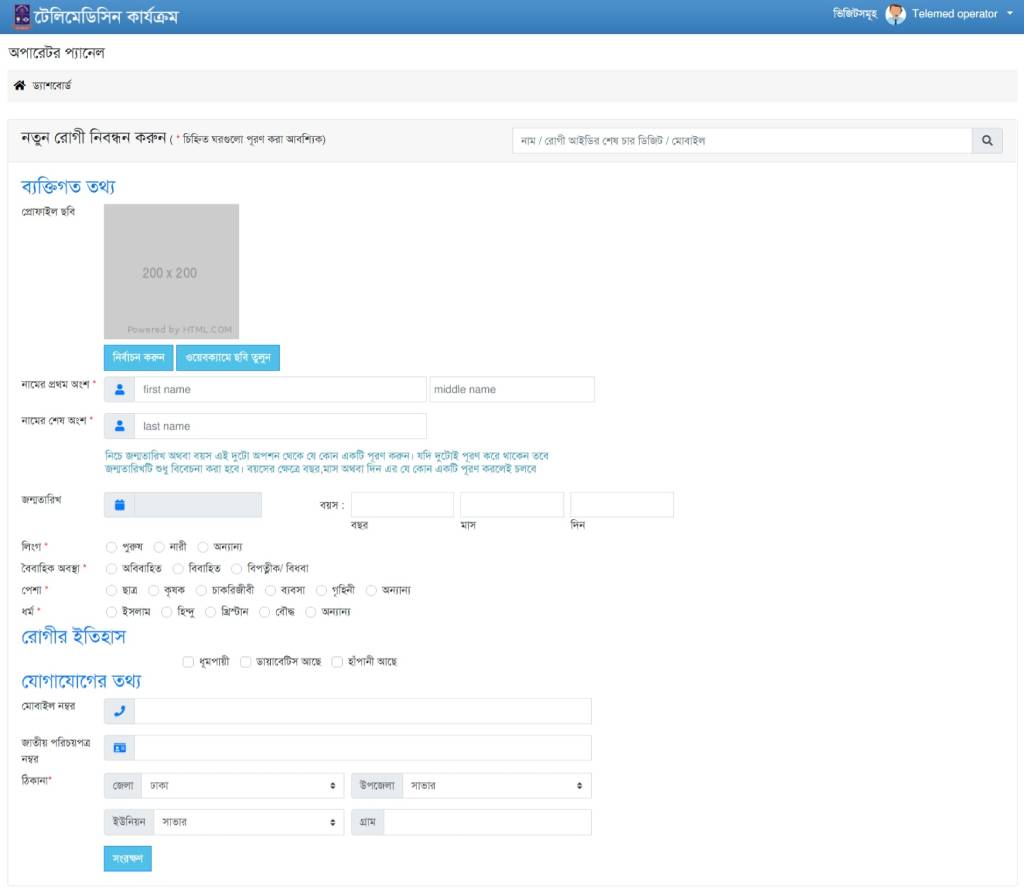 টেলিমেডিসিন কার্যক্রম
ভিজিটসমূহ Telemed operator
অপারেটর প্যানেল
ড্যাশবোর্ড
নতুন রোগী নিবন্ধন করুন ( * চিহ্নিত ঘরগুলো পূরণ করা আবশ্যিক)
নাম / রোগী আইডির শেষ চার ডিজিট / মোবাইল
ব্যক্তিগত তথ্য
প্রোফাইল ছবি
200 x 200
Powered by HTML.COM
নির্বাচন করুন ওয়েবক্যামে ছবি তুলুন
নামের প্রথম অংশ * first name middle name
নামের শেষ অংশ * last name
নিচে জন্মতারিখ অথবা বয়স এই দুটো অপশন থেকে যে কোন একটি পূরণ করুন। যদি দুটোই পূরণ করে থাকেন তবে
জন্মতারিখটি শুধু বিবেচনা করা হবে। বয়সের ক্ষেত্রে বছর,মাস অথবা দিন এর যে কোন একটি পূরণ করলেই চলবে
জন্মতারিখ বয়স :
বছর মাস দিন
লিংগ * পুরুষ নারী অন্যান্য
বৈবাহিক অবস্থা * অবিবাহিত বিবাহিত বিপত্নীক/ বিধবা
পেশা * ছাত্র কৃষক চাকরিজীবী ব্যবসা গৃহিনী অন্যান্য
ধর্ম * ইসলাম হিন্দু খ্রিস্টান বৌদ্ধ অন্যান্য
রোগীর ইতিহাস
ধূমপায়ী ডায়াবেটিস আছে হাঁপানী আছে
যোগাযোগের তথ্য
মোবাইল নম্বর
জাতীয় পরিচয়পত্র
নম্বর
ঠিকানা* জেলা ঢাকা উপজেলা সাভার
ইউনিয়ন সাভার গ্রাম
সংরক্ষণ